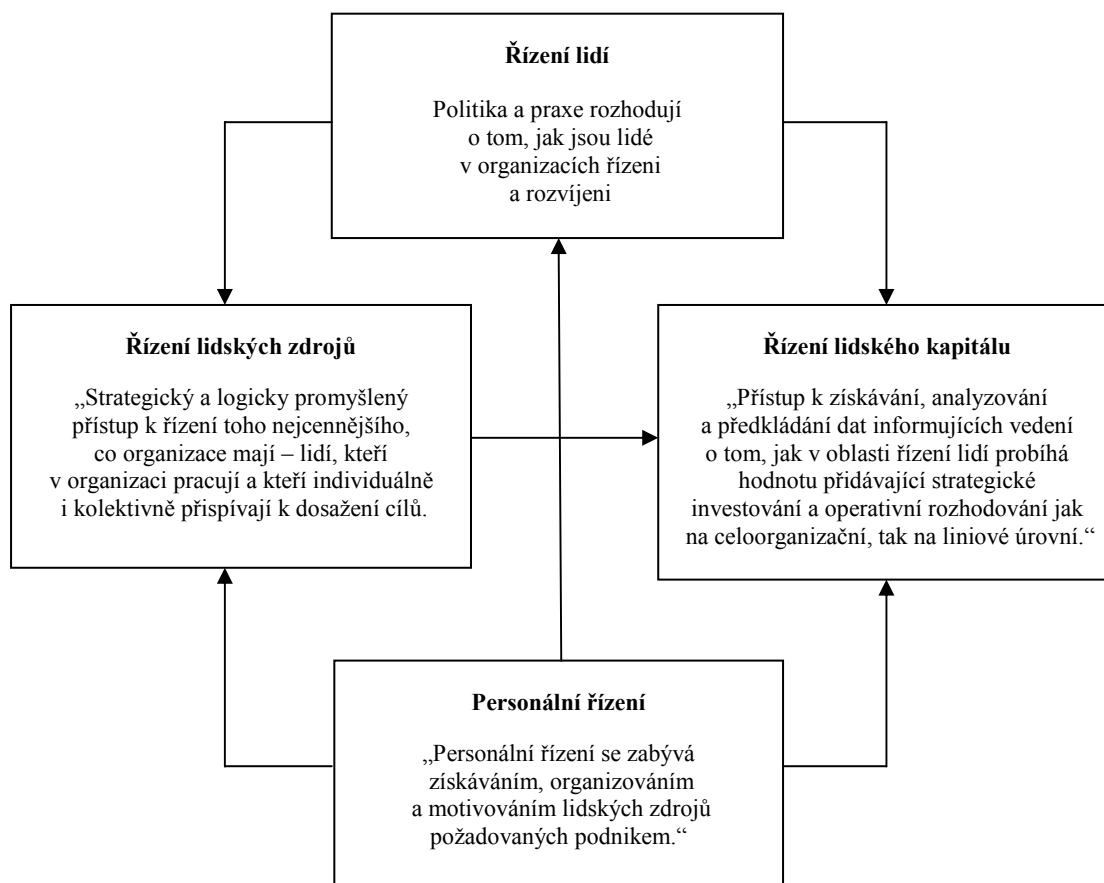 Řízení lidí
Politika a praxe rozhodují
o tom, jak jsou lidé
v organizacích řízeni
a rozvíjeni
Řízení lidských zdrojů
„Strategický a logicky promyšlený
přístup k řízení toho nejcennějšího,
co organizace mají – lidí, kteří
v organizaci pracují a kteří individuálně
i kolektivně přispívají k dosažení cílů.
Řízení lidského kapitálu
„Přístup k získávání, analyzování
a předkládání dat informujících vedení
o tom, jak v oblasti řízení lidí probíhá
hodnotu přidávající strategické
investování a operativní rozhodování jak
na celoorganizační, tak na liniové úrovní.“
Personální řízení
„Personální řízení se zabývá
získáváním, organizováním
a motivováním lidských zdrojů
požadovaných podnikem.“